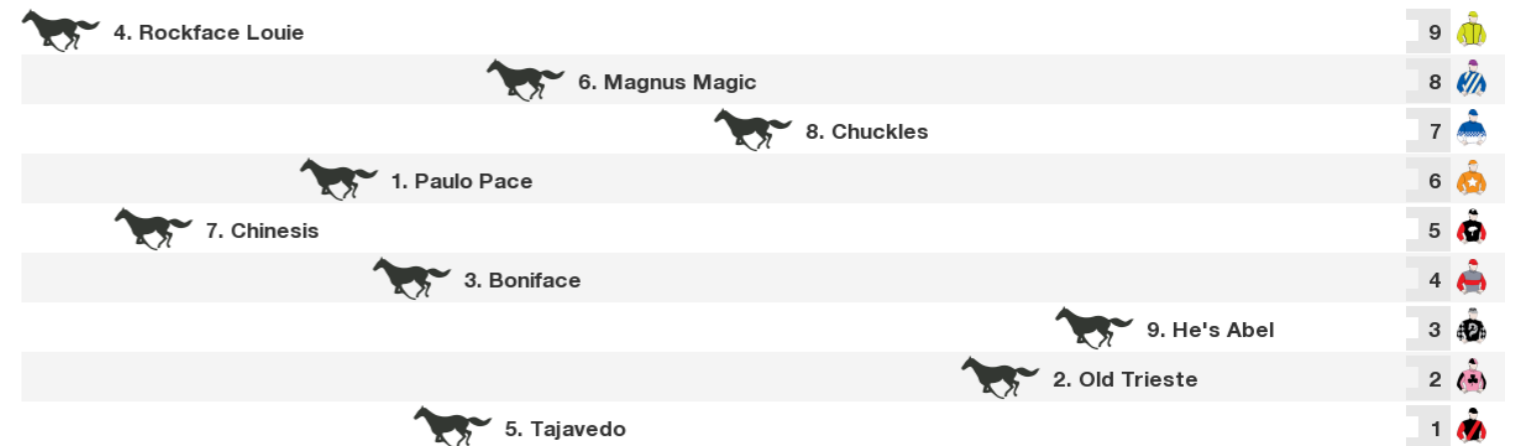 4. Rockface Louie 9
6. Magnus Magic 8
8. Chuckles 7
1. Paulo Pace 6
7. Chinesis 5
3. Boniface 4
9. He's Abel 3
2. Old Trieste 2
5. Tajavedo 1